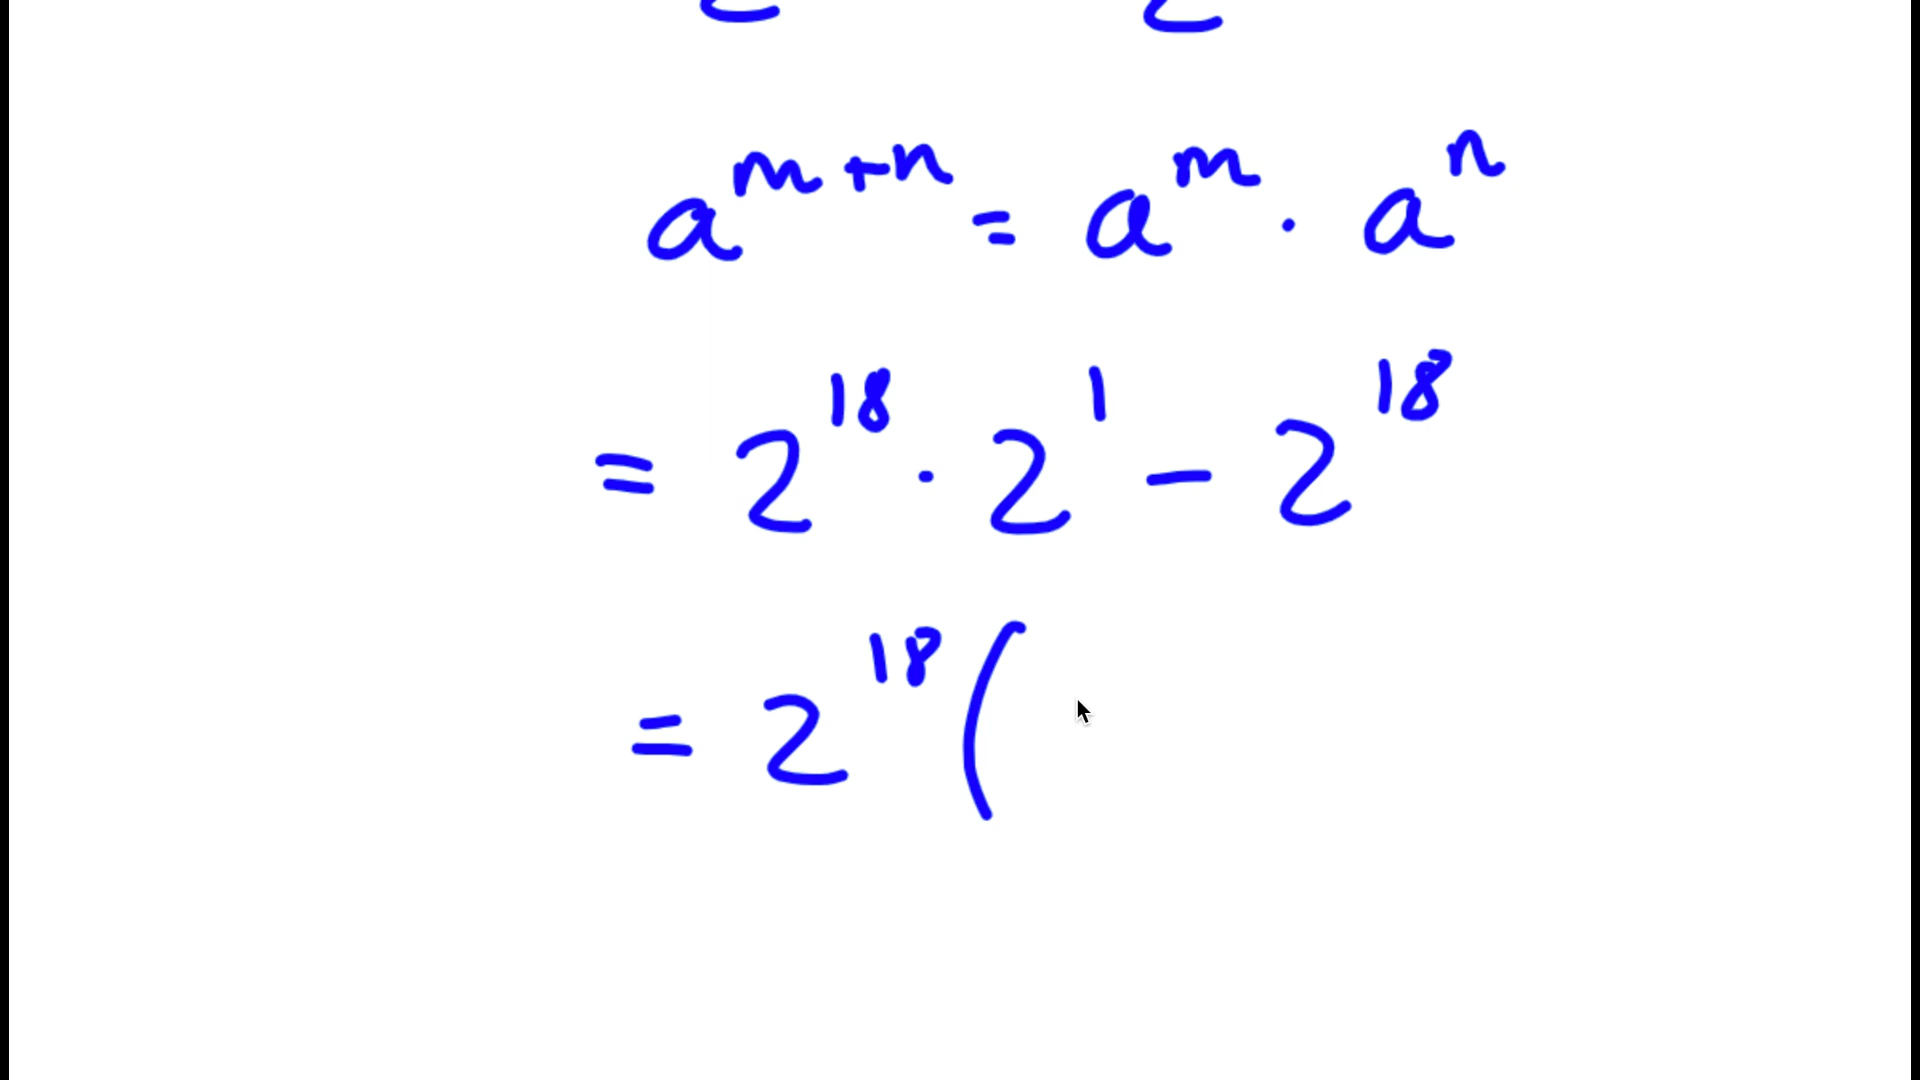 a^{m+n} = a^m · a^n
= 2^{18} · 2^1 - 2^{18}
= 2^{18} (